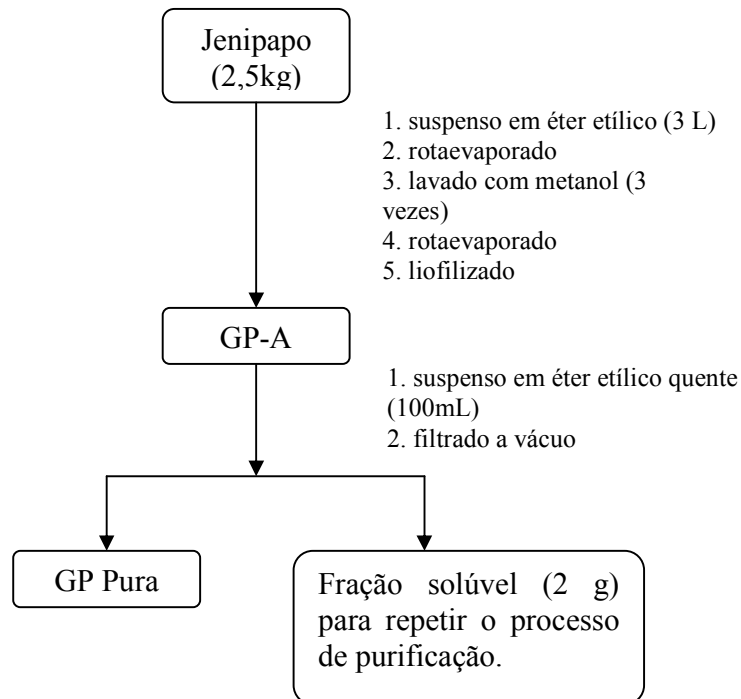 Jenipapo
(2,5kg)
1. suspenso em éter etílico (3 L)
2. rotaevaporado
3. lavado com metanol (3
vezes)
4. rotaevaporado
5. liofilizado
GP-A
1. suspenso em éter etílico quente
(100mL)
2. filtrado a vácuo
GP Pura
Fração solúvel (2 g)
para repetir o processo
de purificação.